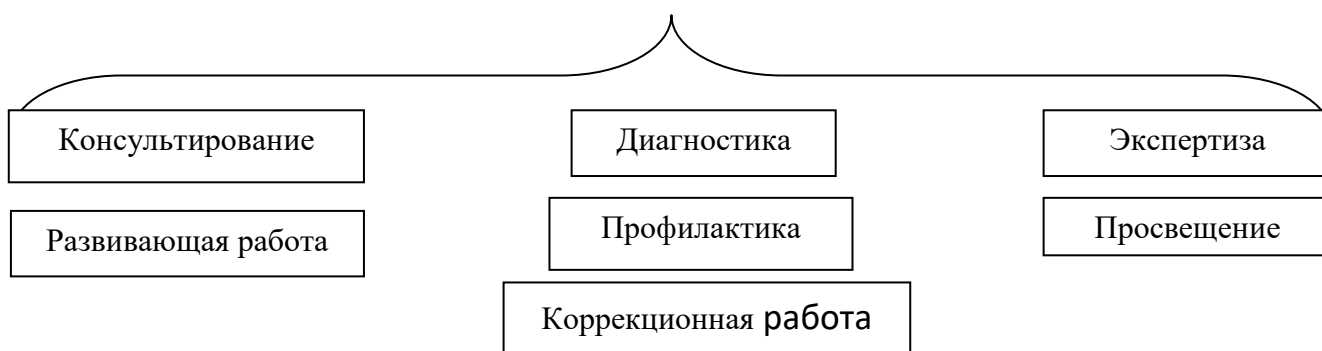 Консультирование
Диагностика
Экспертиза
Развивающая работа
Профилактика
Просвещение
Коррекционная работа